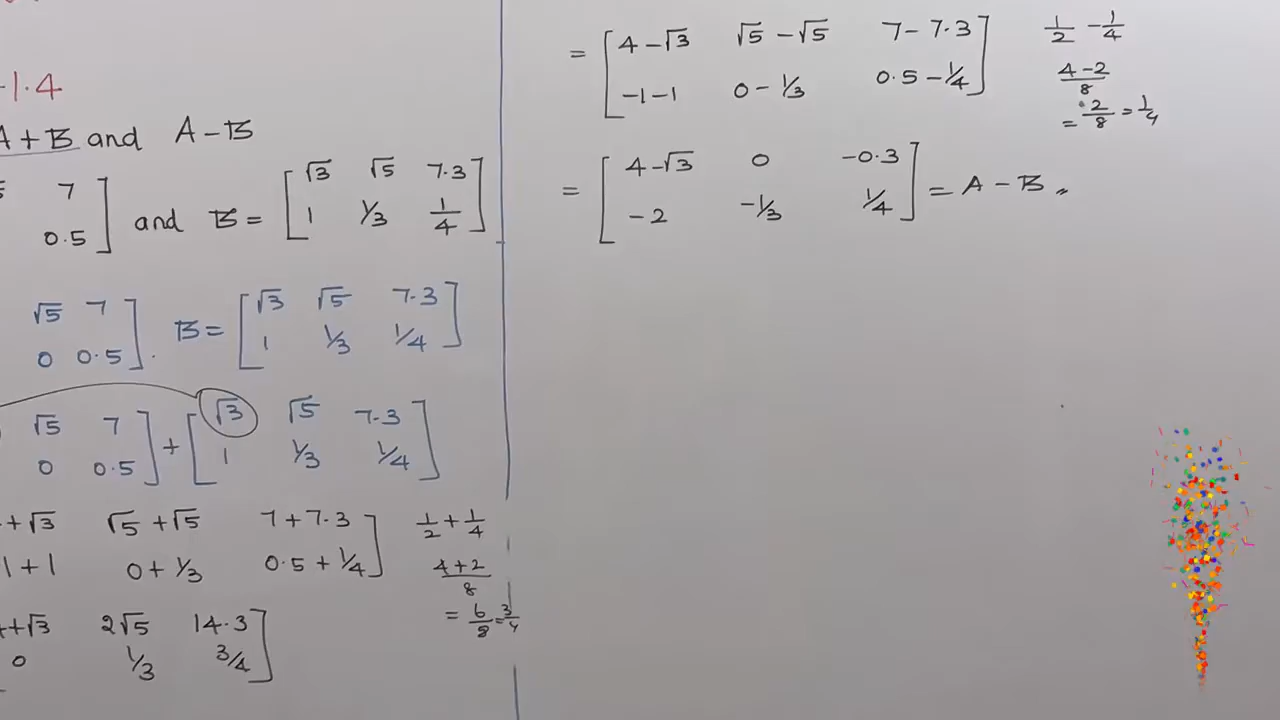 -1.4
A+B and A-B
7
0.5 ] and B = [ √3 √5 7.3
1 1/3 1/4 ]
√5 7
0 0.5 ]. B = [ √3 √5 7.3
1 1/3 1/4 ]
√5 7
0 0.5 ] + [ √3 √5 7.3
1 1/3 1/4 ]
+√3 √5+√5 7+7.3
1+1 0+1/3 0.5+1/4 ]
1/2 + 1/4
4+2/8
= 6/8 = 3/4
+√3 2√5 14.3
0 1/3 3/4 ]
= [ 4-√3 √5-√5 7-7.3
-1-1 0-1/3 0.5-1/4 ]
1/2 - 1/4
4-2/8
= 2/8 = 1/4
= [ 4-√3 0 -0.3
-2 -1/3 1/4 ] = A-B